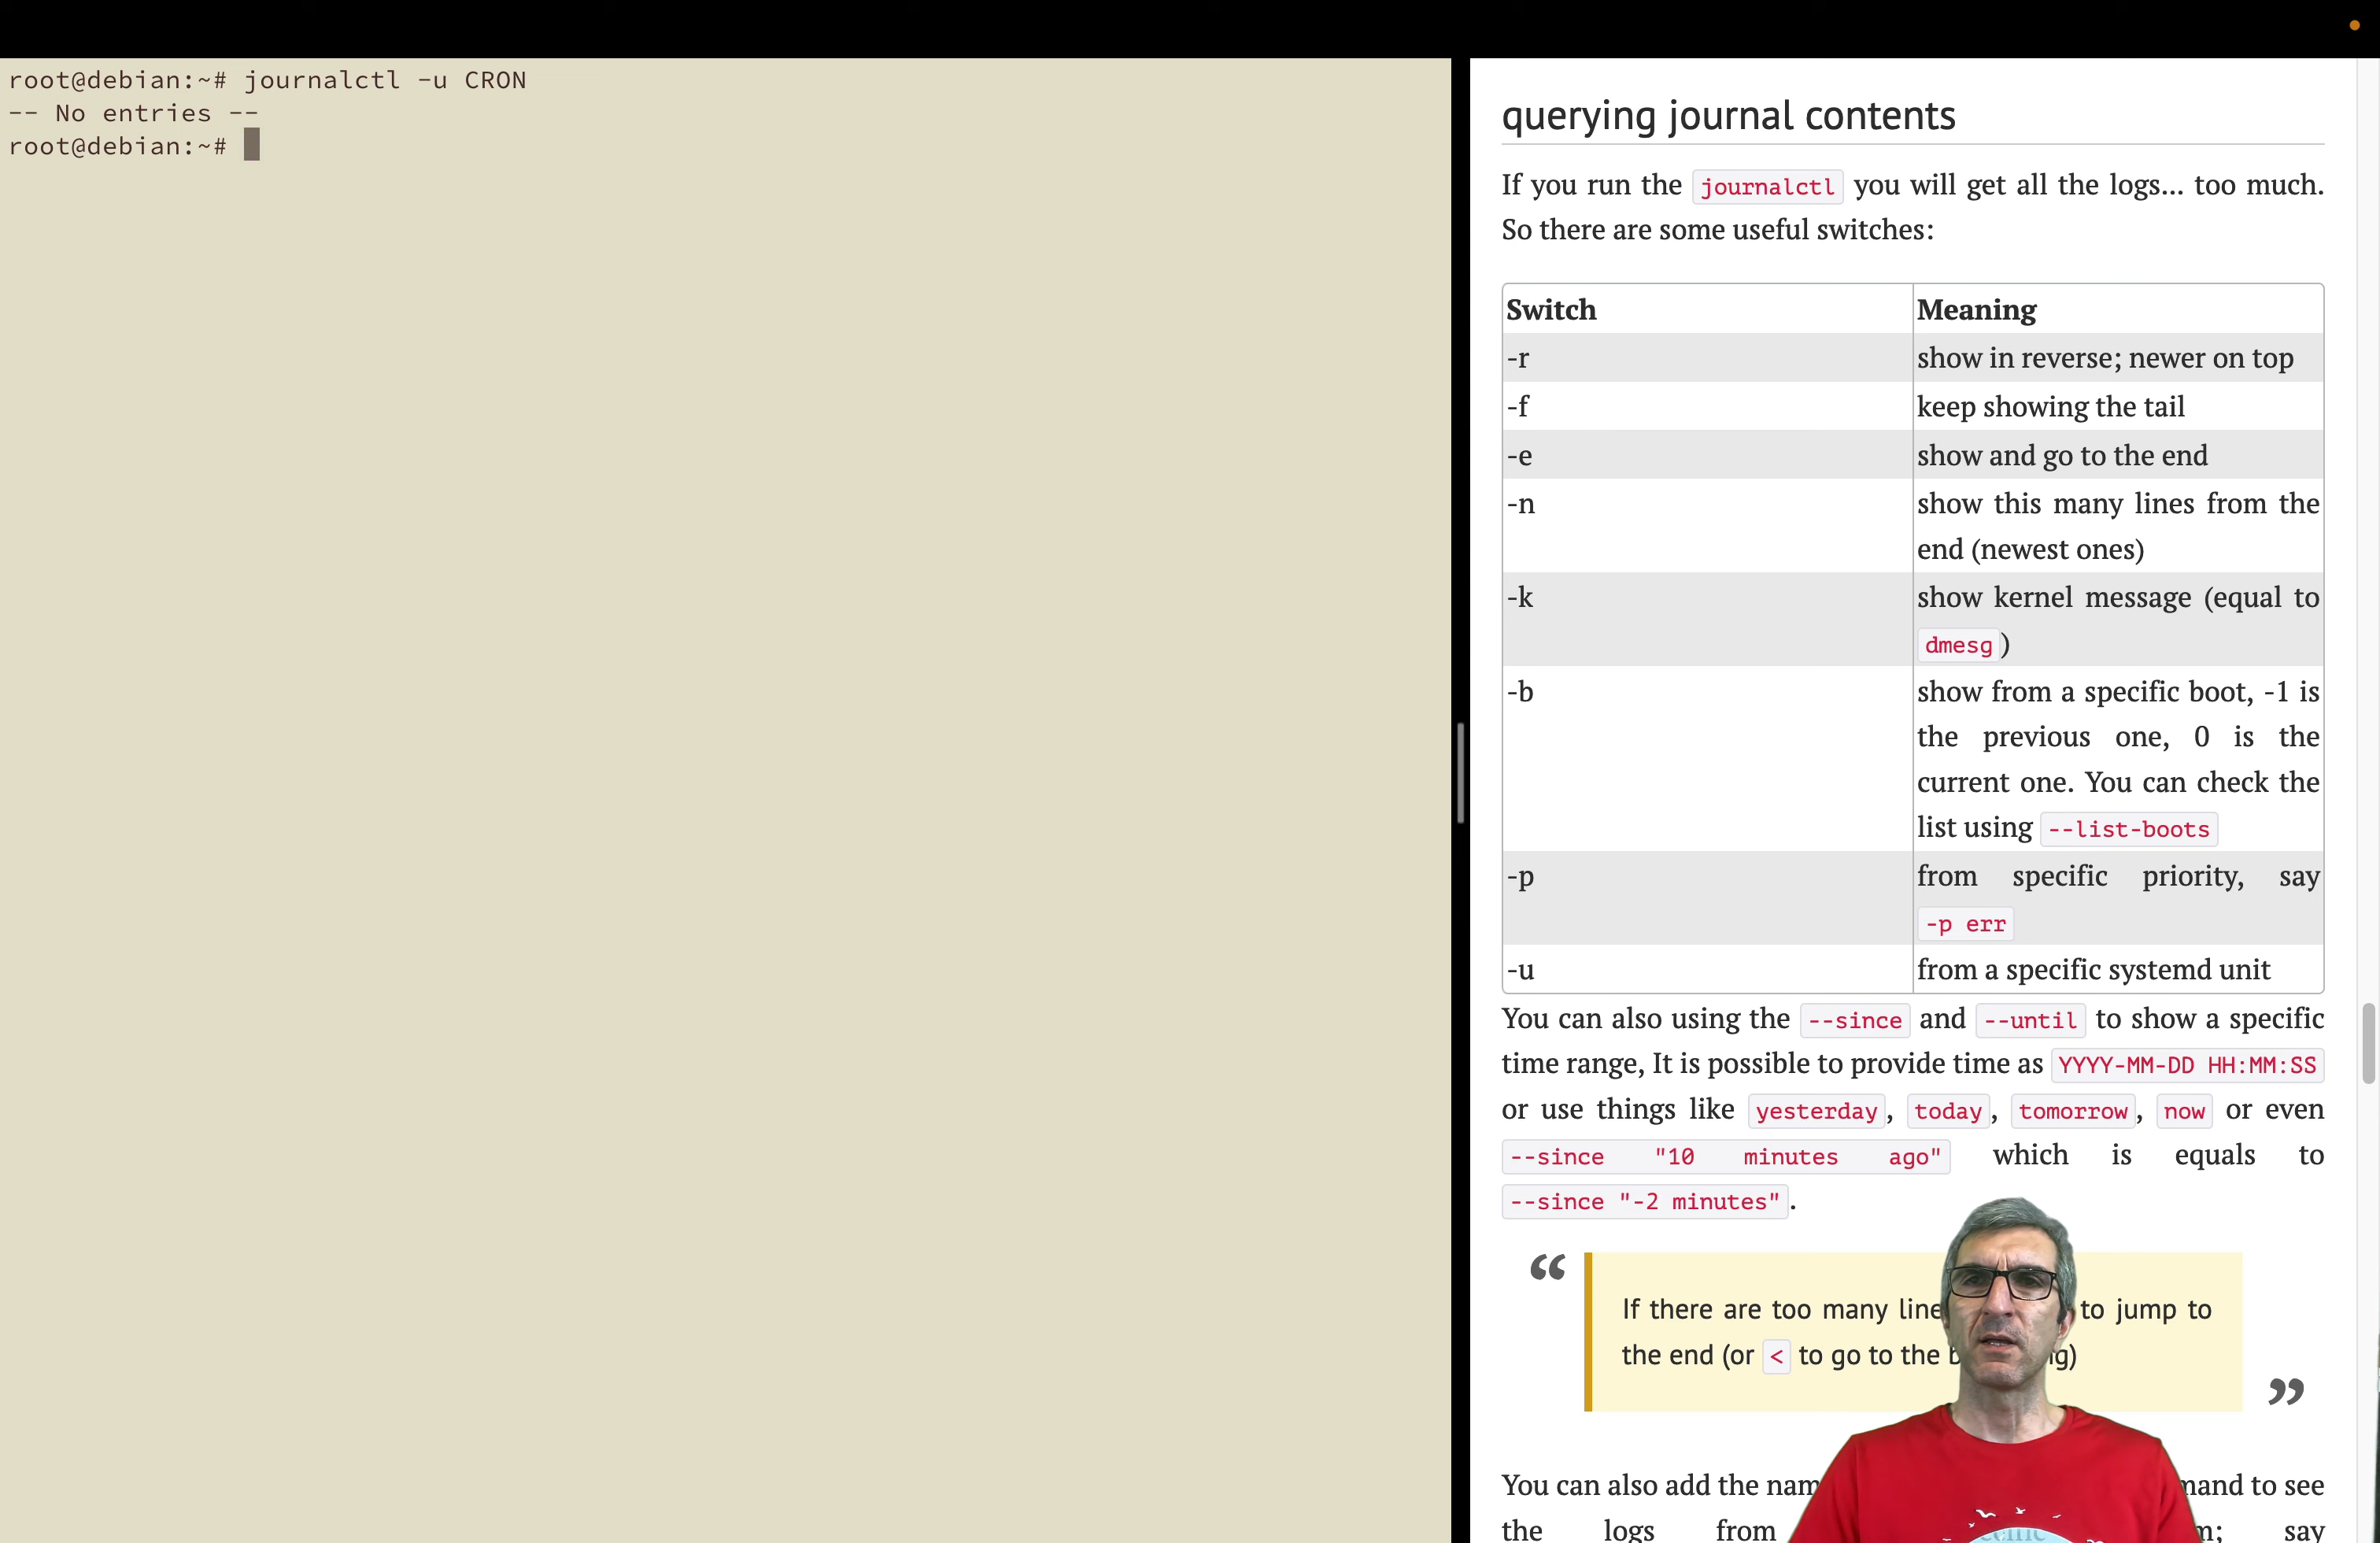 root@debian:~# journalctl -u CRON
-- No entries --
root@debian:~#
querying journal contents
If you run the journalctl you will get all the logs... too much.
So there are some useful switches:
Switch Meaning
-r show in reverse; newer on top
-f keep showing the tail
-e show and go to the end
-n show this many lines from the
end (newest ones)
-k show kernel message (equal to
dmesg )
-b show from a specific boot, -1 is
the previous one, 0 is the
current one. You can check the
list using --list-boots
-p from specific priority, say
-p err
-u from a specific systemd unit
You can also using the --since and --until to show a specific
time range, It is possible to provide time as YYYY-MM-DD HH:MM:SS
or use things like yesterday, today, tomorrow, now or even
--since "10 minutes ago" which is equals to
--since "-2 minutes".
“
If there are too many to jump to
the end (or < to go to the
”
You can also add the to see
the logs from say